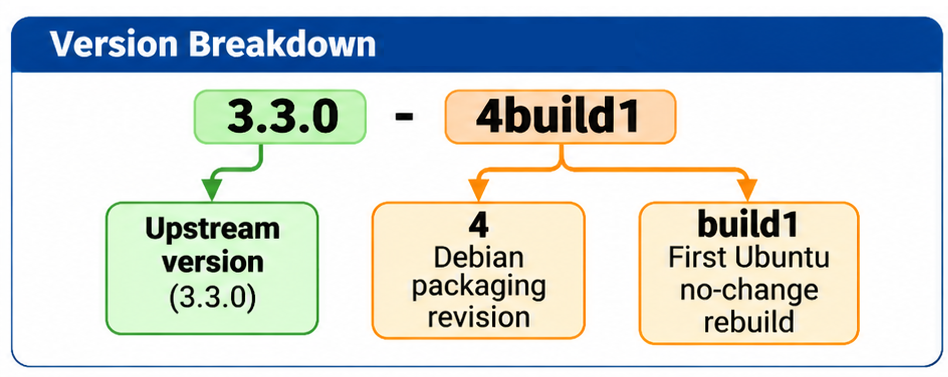 Version Breakdown
3.3.0 - 4build1
Upstream
version
(3.3.0)
4
Debian
packaging
revision
build1
First Ubuntu
no-change
rebuild